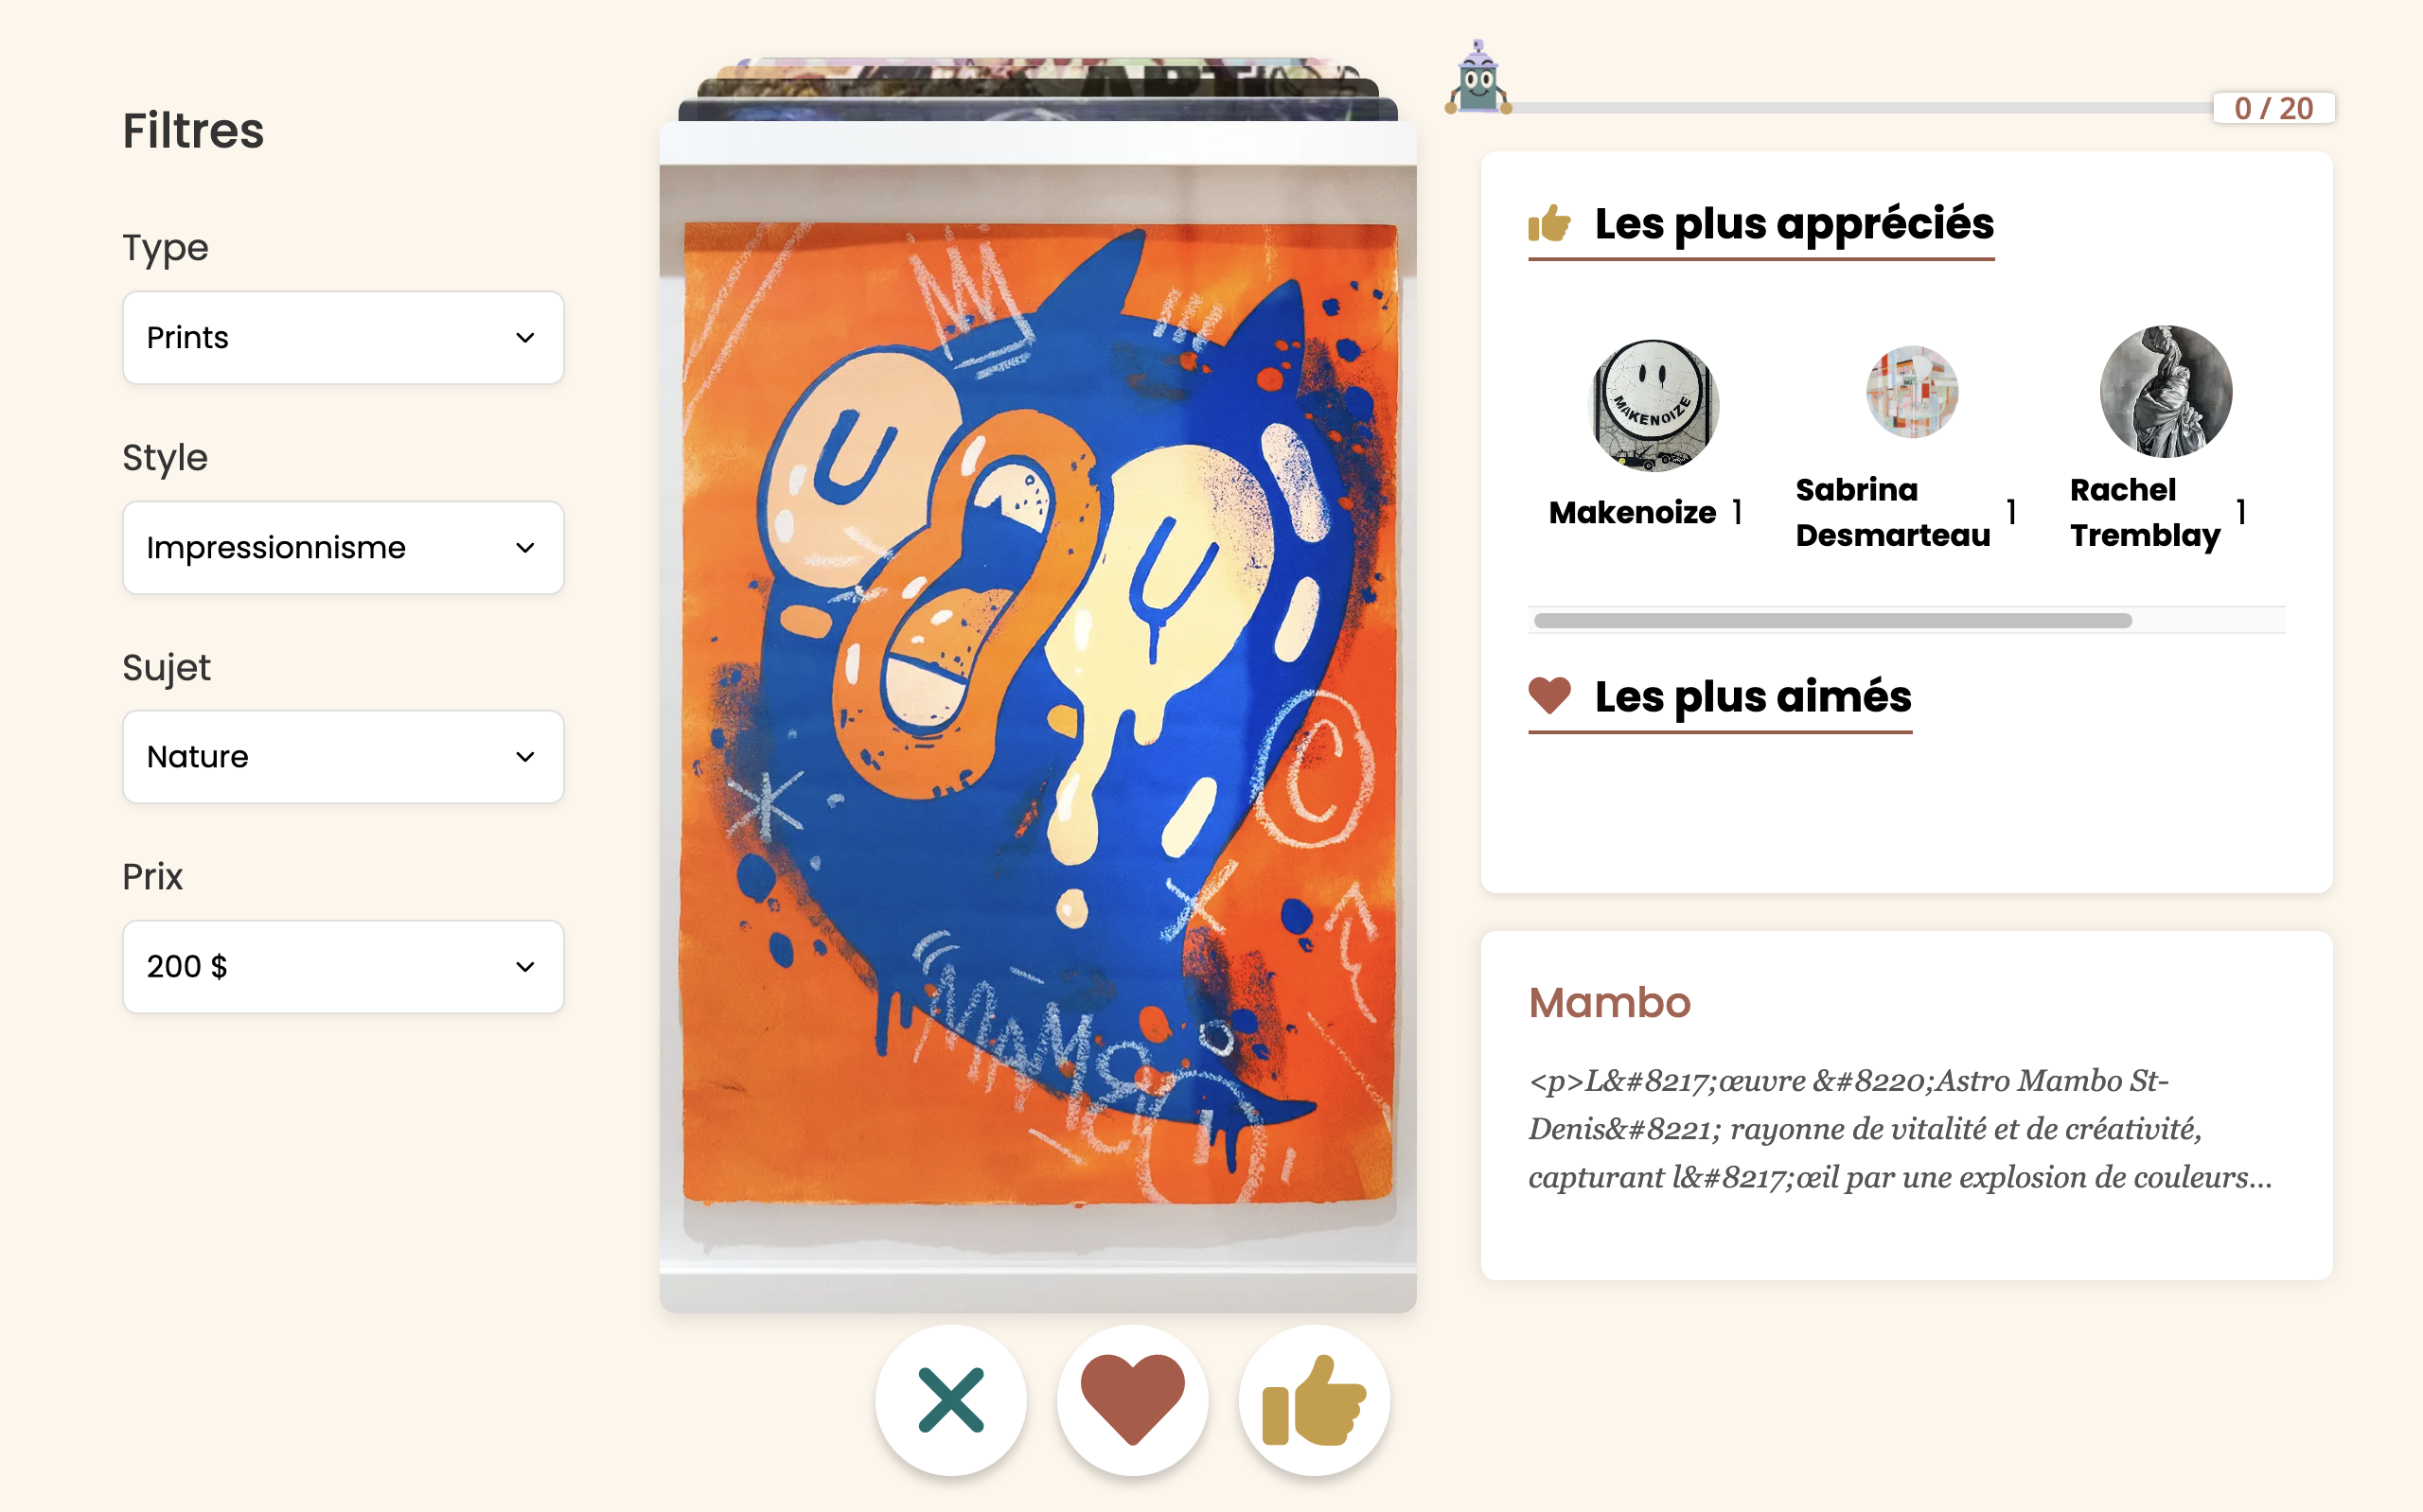 Filtres
Type
Prints
Style
Impressionnisme
Sujet
Nature
Prix
200 $
MAMBO
0 / 20
Les plus appréciés
MAKENOIZE
Makenoize 1
Sabrina
Desmarteau 1
Rachel
Tremblay 1
Les plus aimés
Mambo
<p>L&#8217;œuvre &#8220;Astro Mambo St-
Denis&#8221; rayonne de vitalité et de créativité,
capturant l&#8217;œil par une explosion de couleurs...